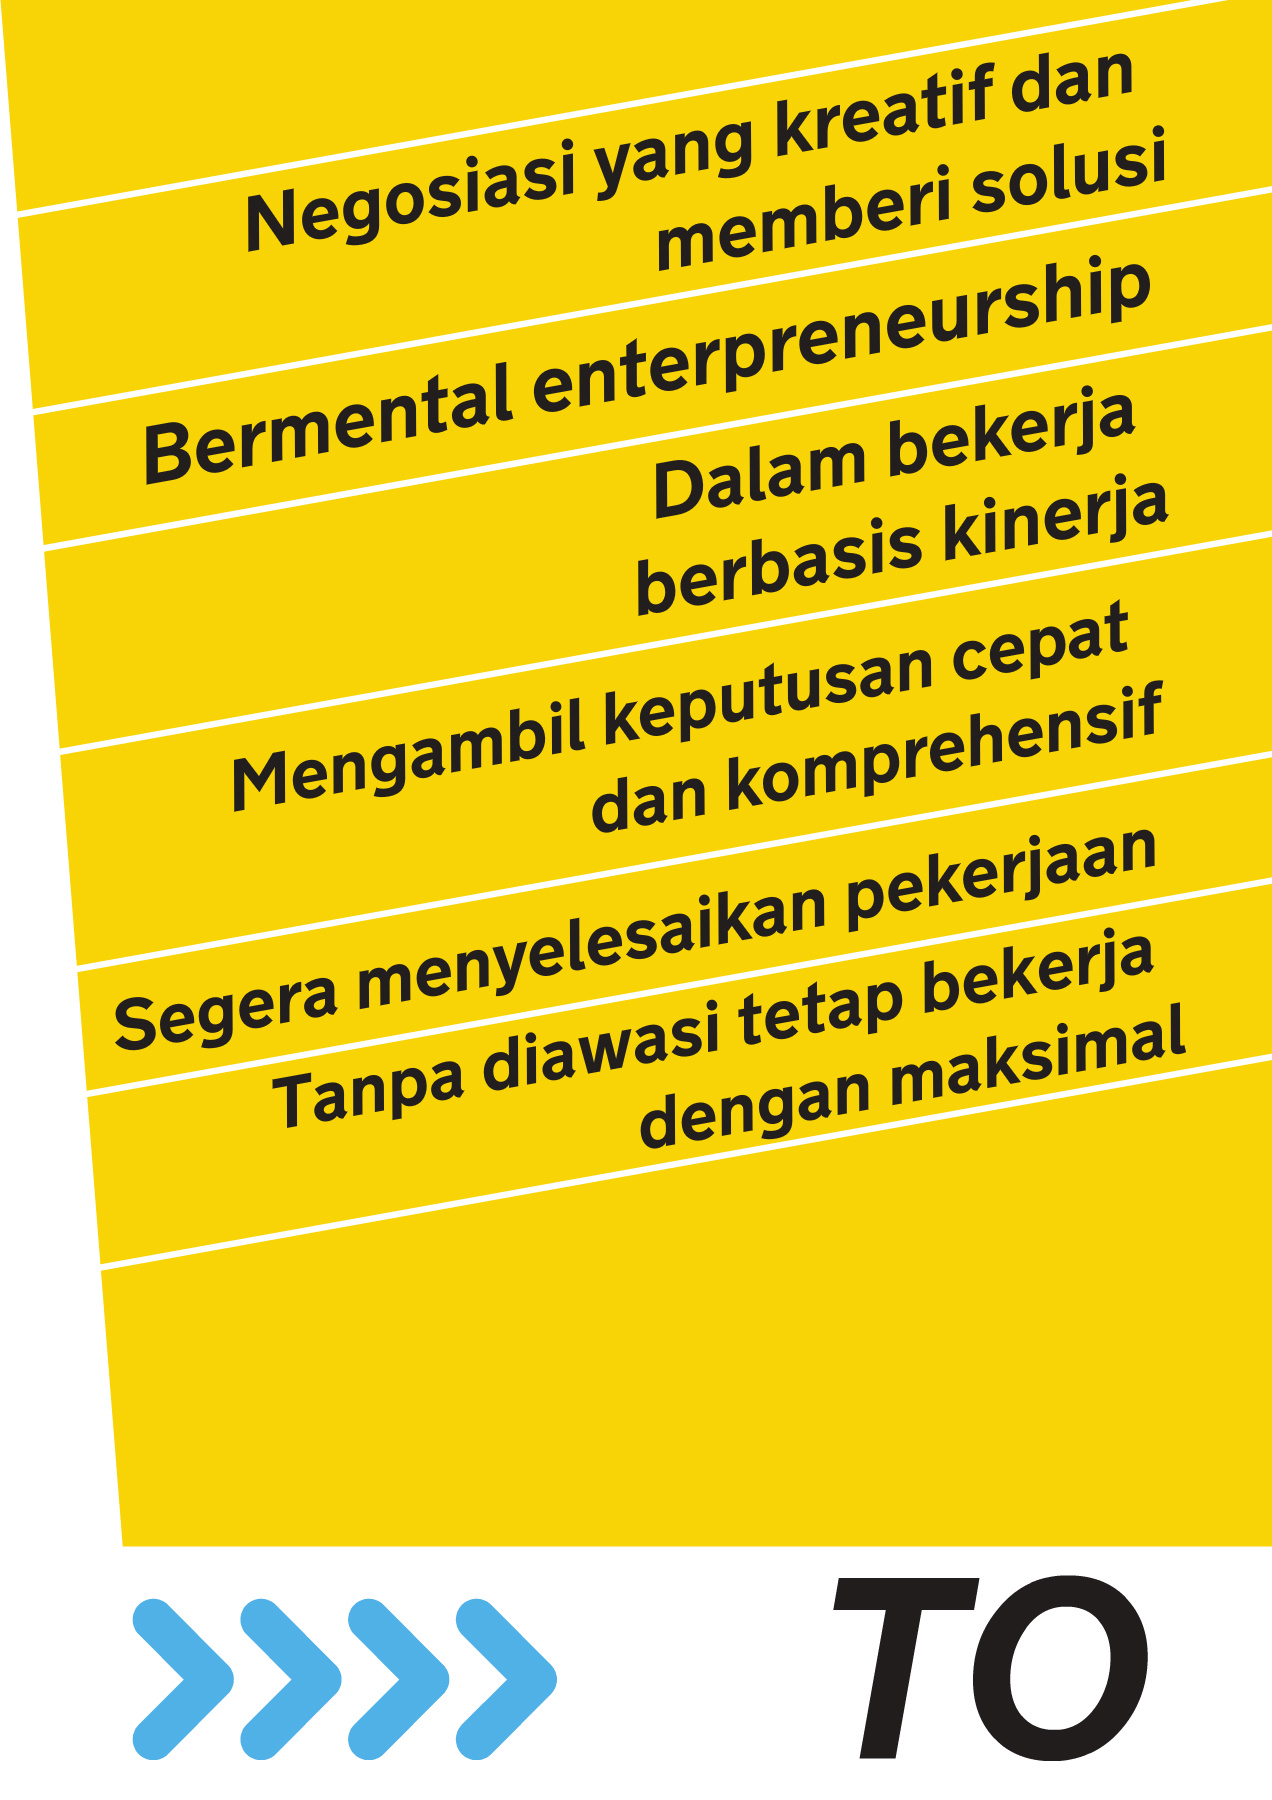 Negosiasi yang kreatif dan
memberi solusi
Bermental enterpreneurship
Dalam bekerja
berbasis kinerja
Mengambil keputusan cepat
dan komprehensif
Segera menyelesaikan pekerjaan
Tanpa diawasi tetap bekerja
dengan maksimal
TO